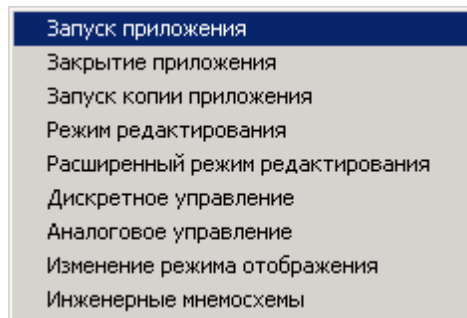 Запуск приложения
Закрытие приложения
Запуск копии приложения
Режим редактирования
Расширенный режим редактирования
Дискретное управление
Аналоговое управление
Изменение режима отображения
Инженерные мнемосхемы